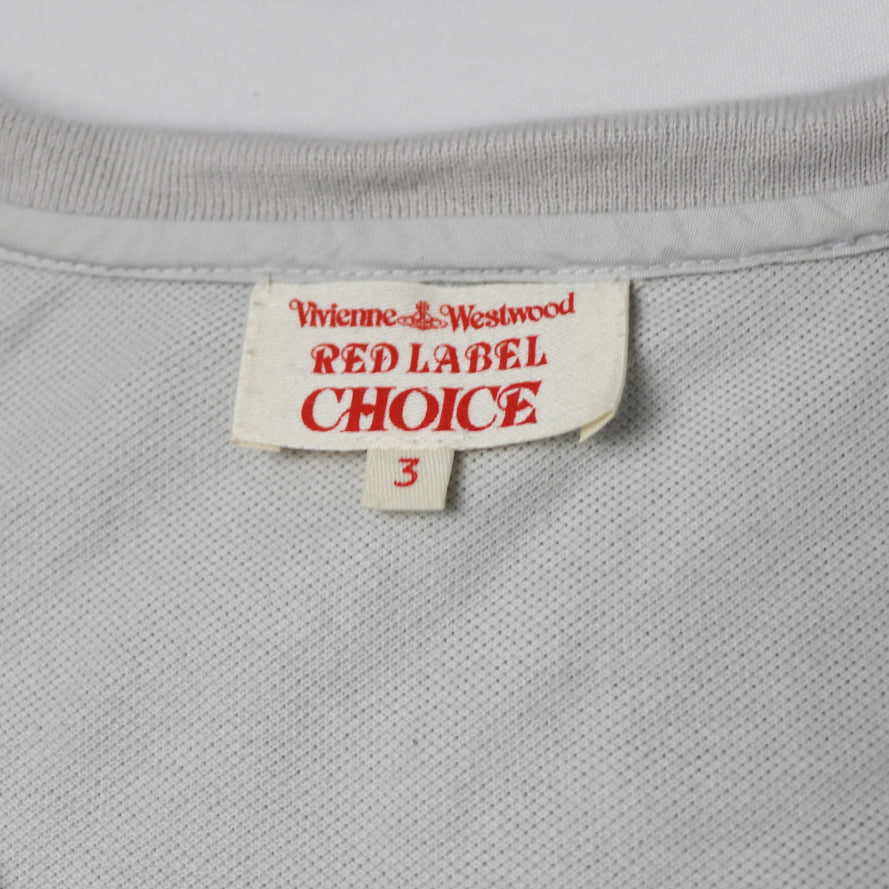 Vivienne Westwood
RED LABEL
CHOICE
3